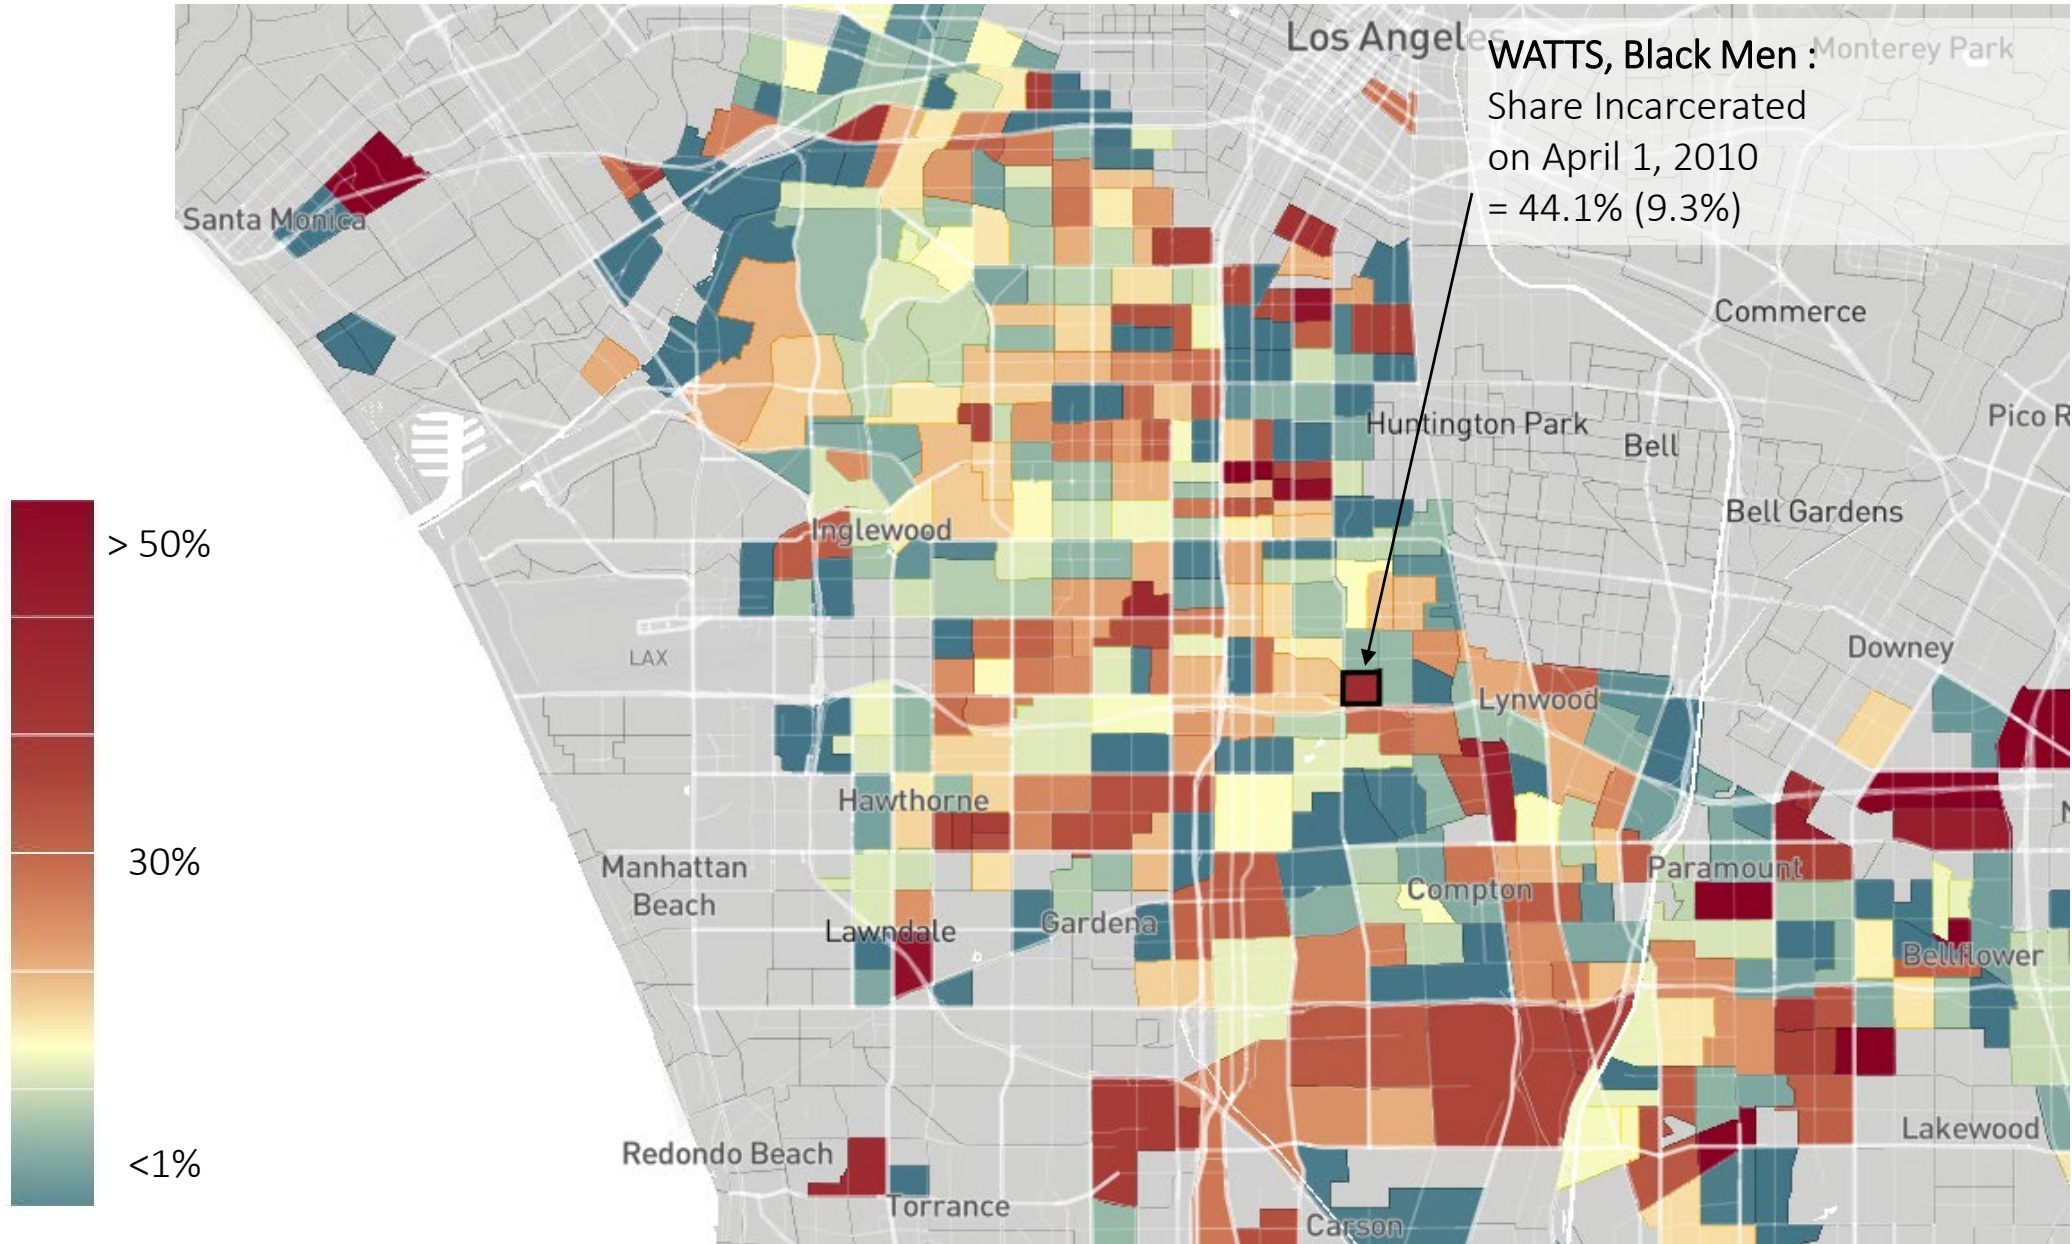 Los Angeles
WATTS, Black Men :
Monterey Park
Share Incarcerated
on April 1, 2010
= 44.1% (9.3%)
Santa Monica
Commerce
Huntington Park
Pico R
Bell
Bell Gardens
Inglewood
> 50%
LAX
Downey
Lynwood
Hawthorne
N
30%
Manhattan
Beach
Paramount
Compton
Gardena
Lawndale
Bellflower
Lakewood
Redondo Beach
<1%
Torrance
Carson